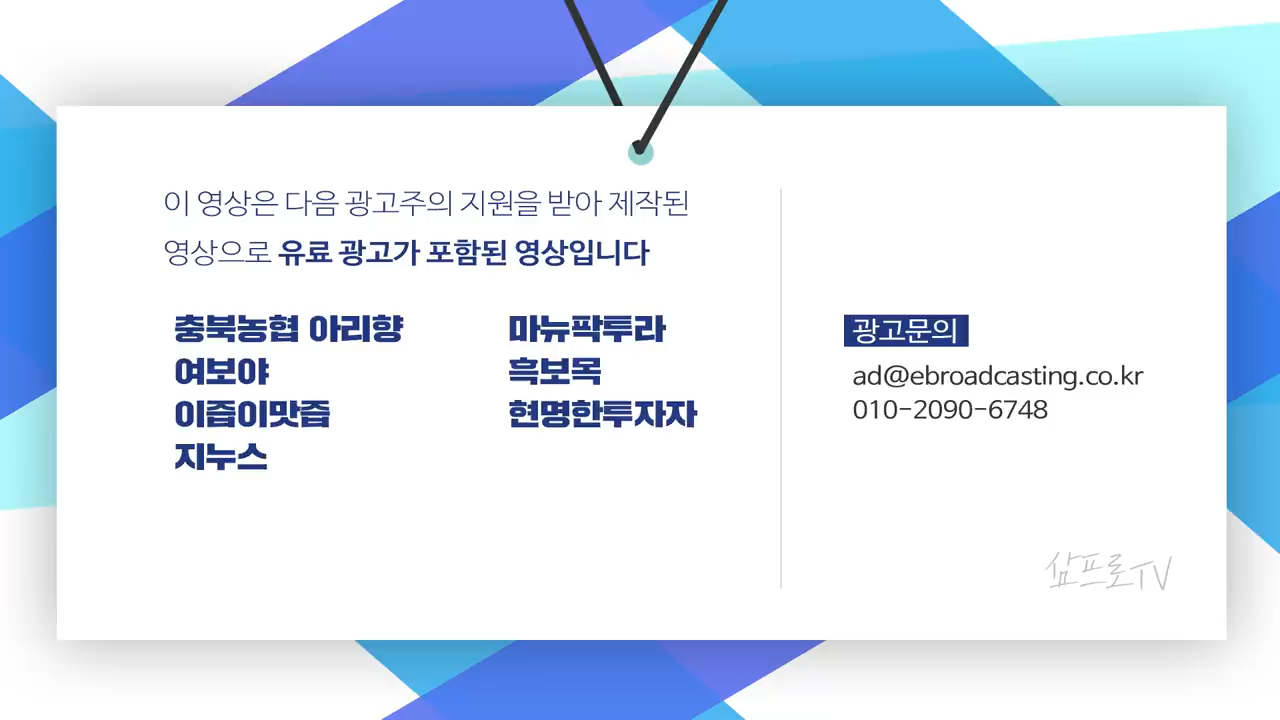 이 영상은 다음 광고주의 지원을 받아 제작된
영상으로 유료 광고가 포함된 영상입니다
충북농협 아리향
여보야
이즙이맛즙
지누스
마뉴팍투라
흑보목
현명한투자자
광고문의
ad@ebroadcasting.co.kr
010-2090-6748
삼프로TV